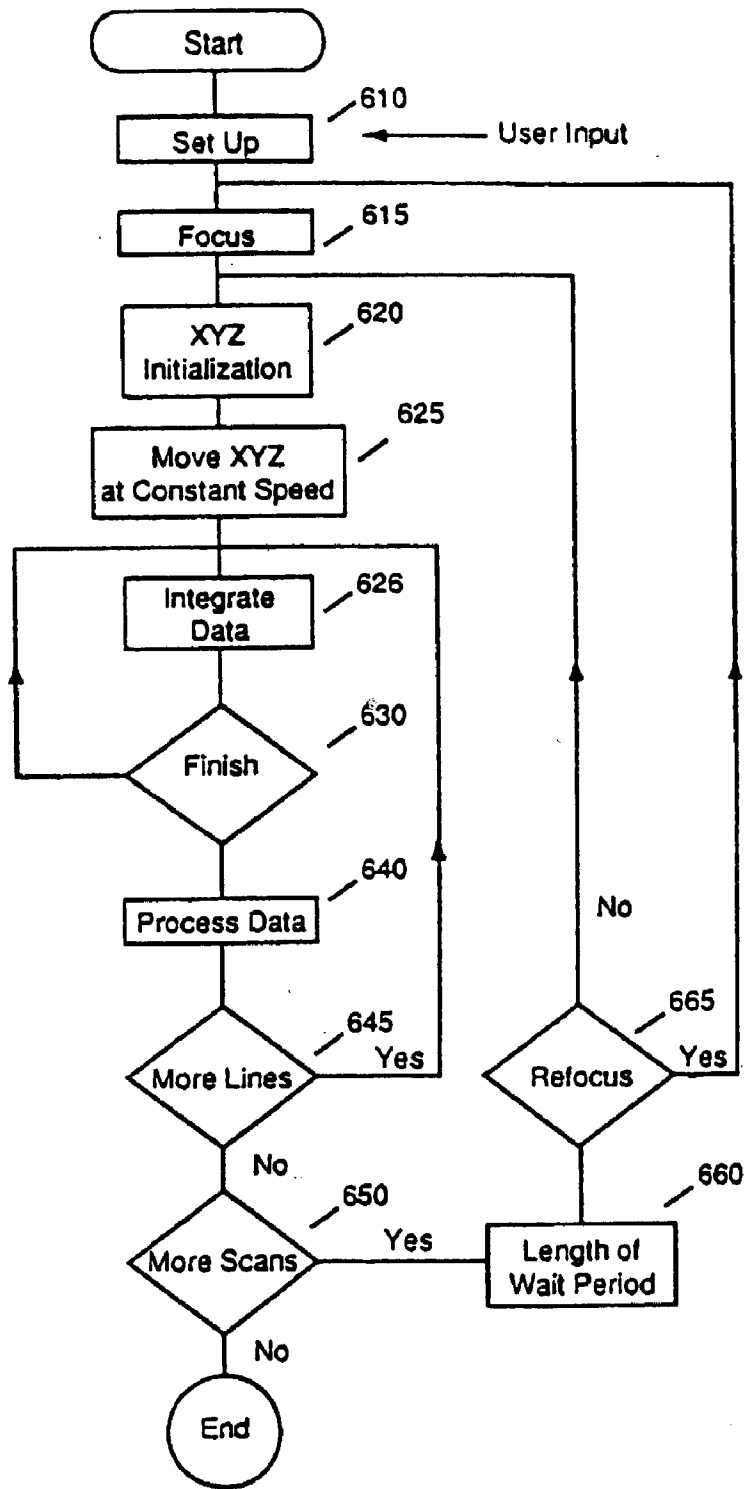 Start
610
Set Up
User Input
Focus
615
XYZ
Initialization
620
625
Move XYZ
at Constant Speed
Integrate
Data
626
Finish
630
640
Process Data
No
645
More Lines
Yes
665
Refocus
Yes
No
650
More Scans
Yes
660
Length of
Wait Period
No
End